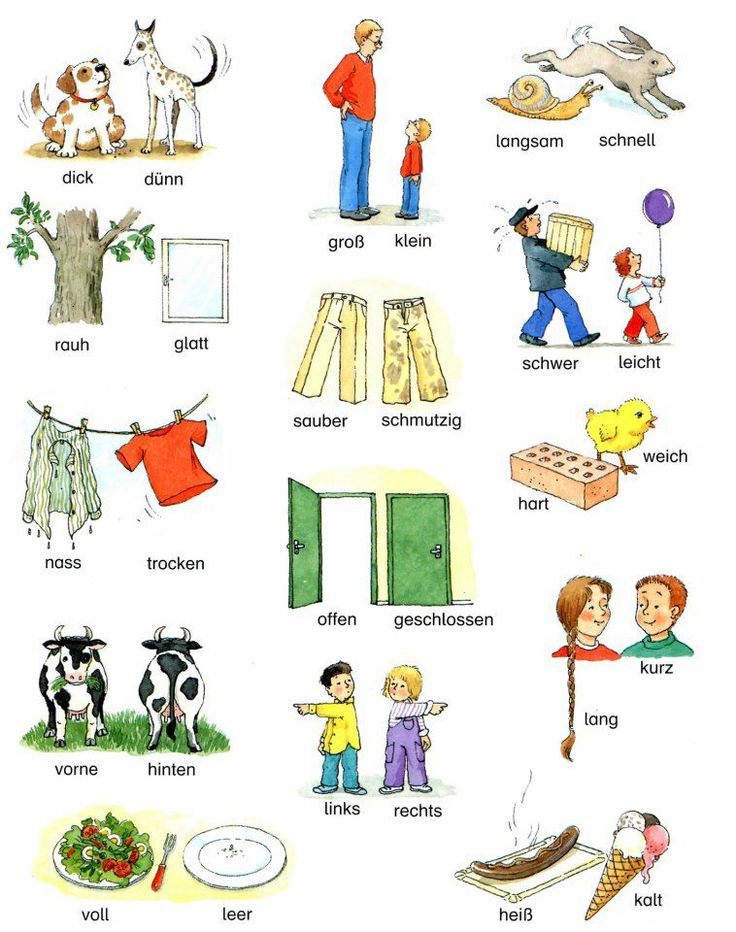 dick dünn
groß klein
langsam schnell
rauh glatt
schwer leicht
sauber schmutzig
weich
hart
nass trocken
offen geschlossen
kurz
lang
vorne hinten
links rechts
voll leer
heiß kalt